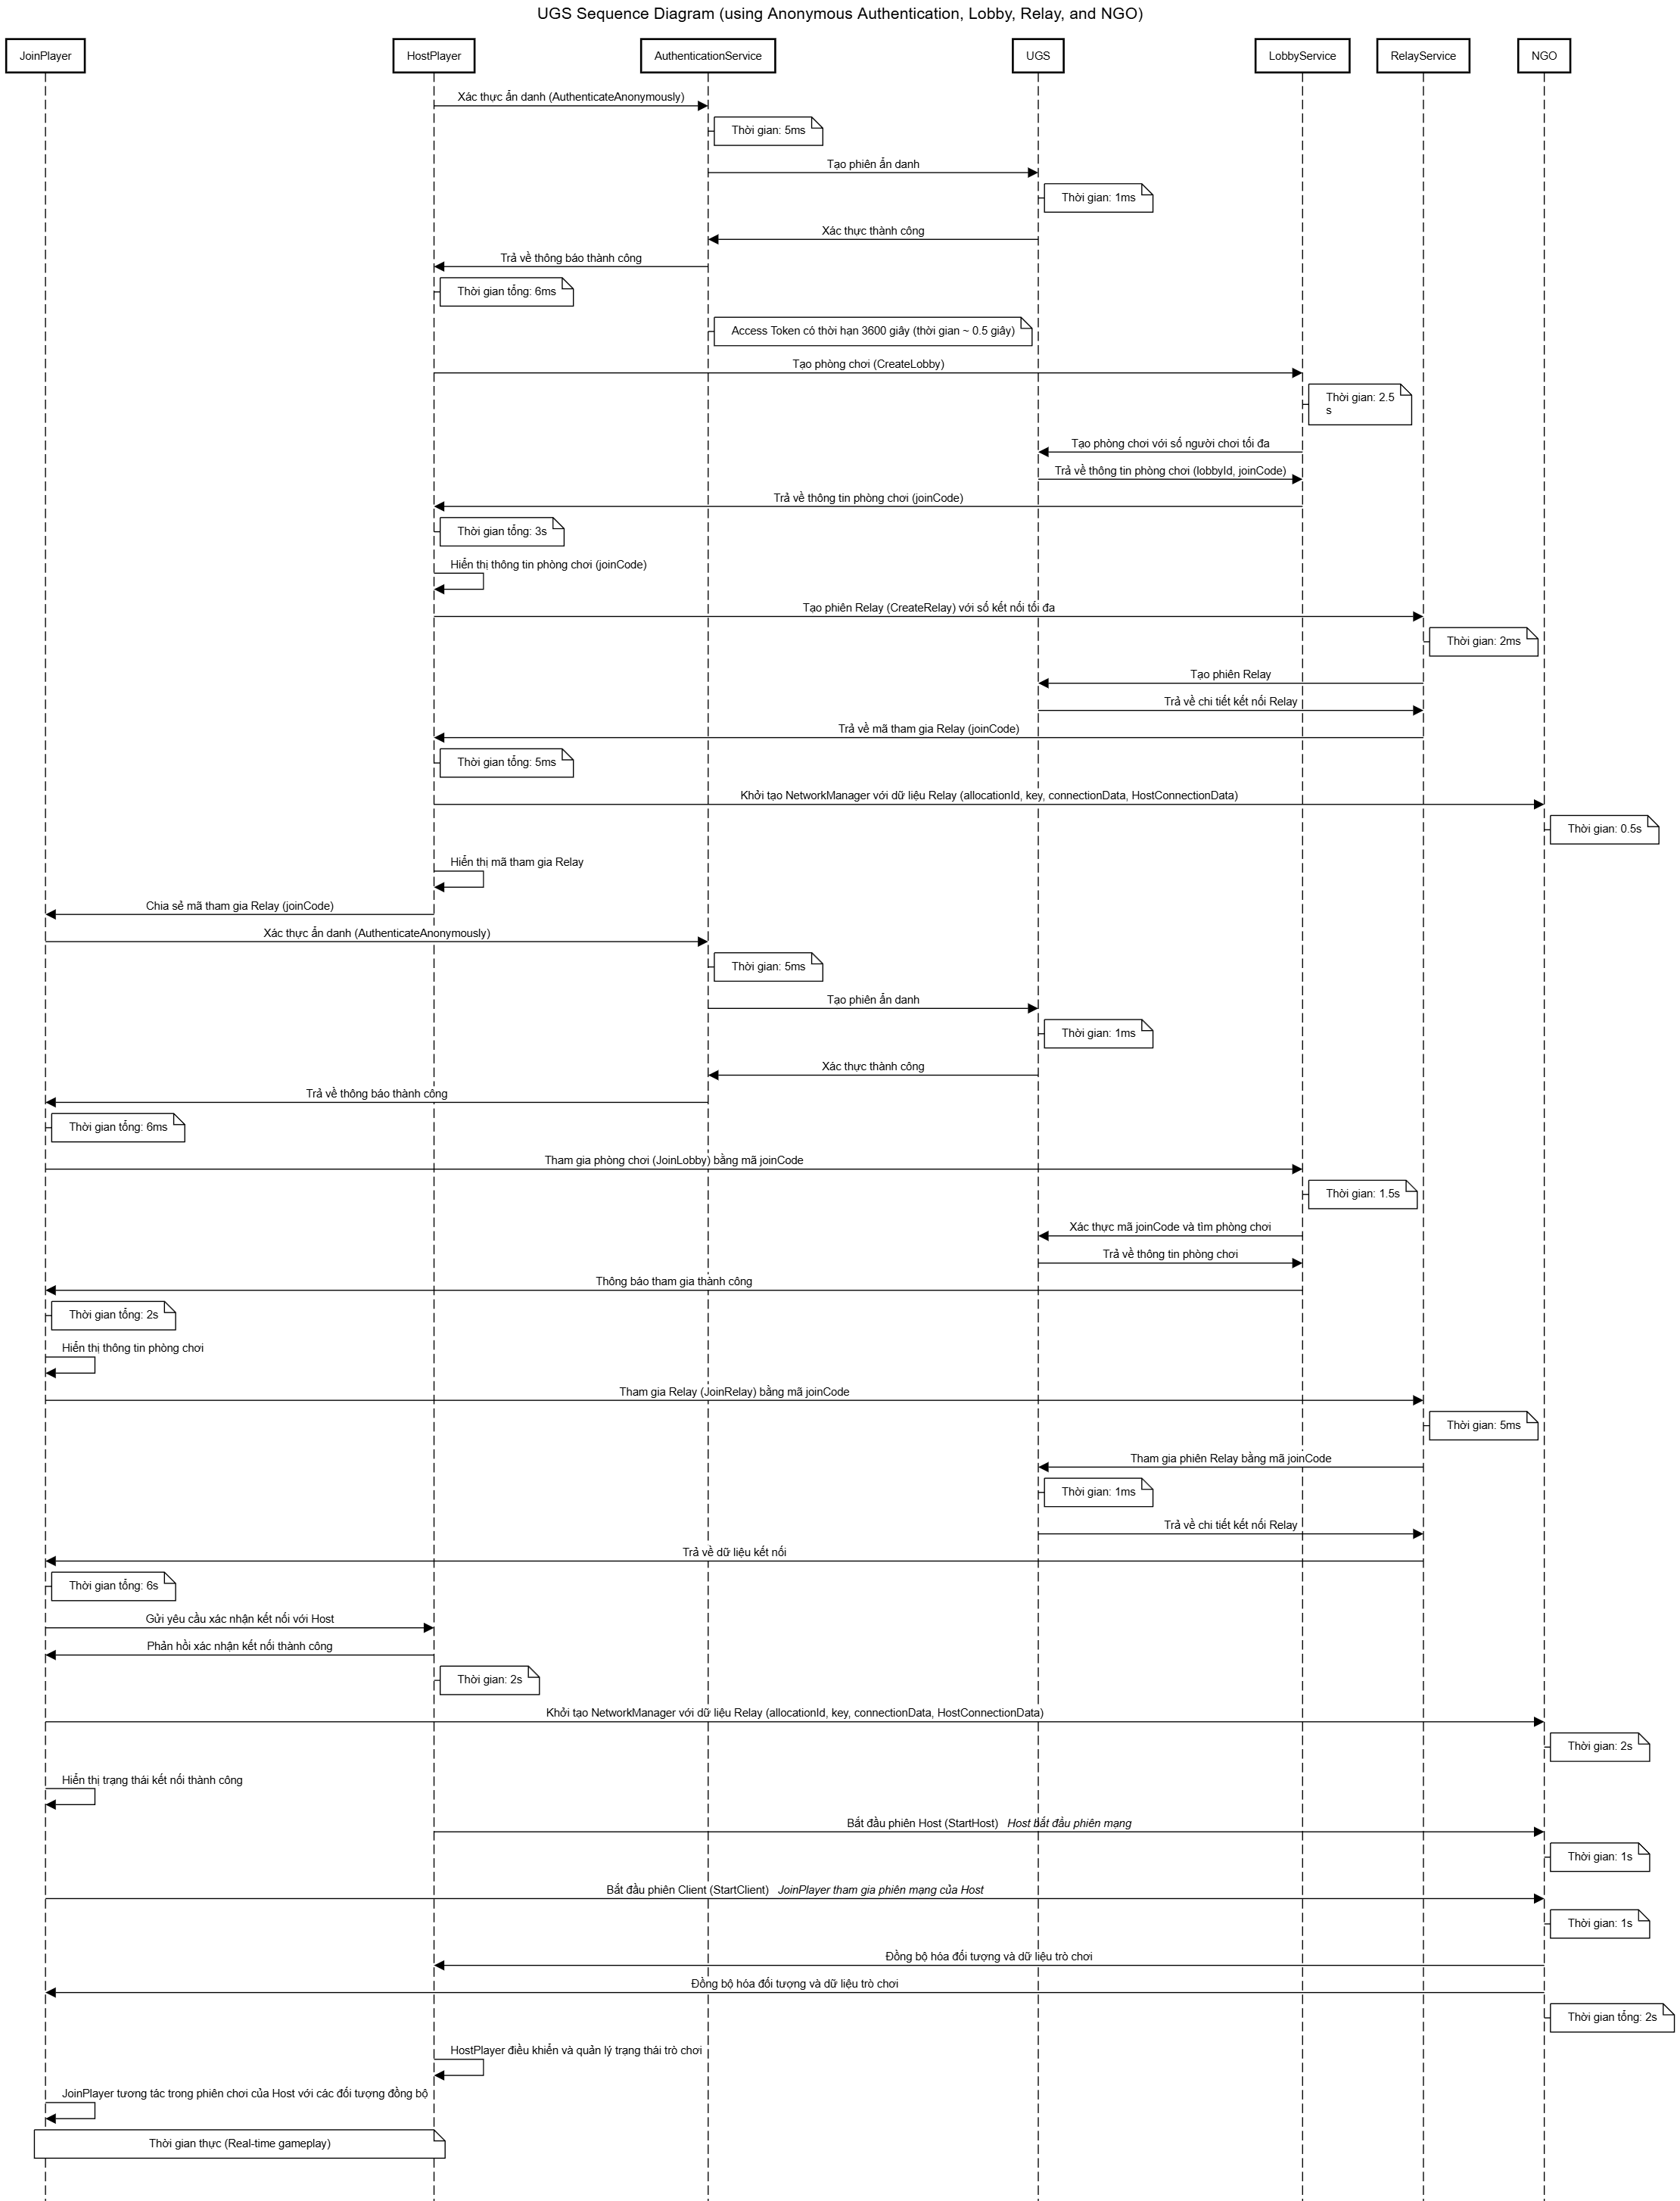 UGS Sequence Diagram (using Anonymous Authentication, Lobby, Relay, and NGO)
JoinPlayer
HostPlayer
AuthenticationService
UGS
LobbyService
RelayService
NGO
Xác thực ẩn danh (AuthenticateAnonymously)
Thời gian: 5ms
Tạo phiên ẩn danh
Thời gian: 1ms
Xác thực thành công
Trả về thông báo thành công
Thời gian tổng: 6ms
Access Token có thời hạn 3600 giây (thời gian ~ 0.5 giây)
Tạo phòng chơi (CreateLobby)
Thời gian: 2.5
s
Tạo phòng chơi với số người chơi tối đa
Trả về thông tin phòng chơi (lobbyId, joinCode)
Trả về thông tin phòng chơi (joinCode)
Thời gian tổng: 3s
Hiển thị thông tin phòng chơi (joinCode)
Tạo phiên Relay (CreateRelay) với số kết nối tối đa
Thời gian: 2ms
Tạo phiên Relay
Trả về chi tiết kết nối Relay
Trả về mã tham gia Relay (joinCode)
Thời gian tổng: 5ms
Khởi tạo NetworkManager với dữ liệu Relay (allocationId, key, connectionData, HostConnectionData)
Thời gian: 0.5s
Hiển thị mã tham gia Relay
Chia sẻ mã tham gia Relay (joinCode)
Xác thực ẩn danh (AuthenticateAnonymously)
Thời gian: 5ms
Tạo phiên ẩn danh
Thời gian: 1ms
Xác thực thành công
Trả về thông báo thành công
Thời gian tổng: 6ms
Tham gia phòng chơi (JoinLobby) bằng mã joinCode
Thời gian: 1.5s
Xác thực mã joinCode và tìm phòng chơi
Trả về thông tin phòng chơi
Thông báo tham gia thành công
Thời gian tổng: 2s
Hiển thị thông tin phòng chơi
Tham gia Relay (JoinRelay) bằng mã joinCode
Thời gian: 5ms
Tham gia phiên Relay bằng mã joinCode
Thời gian: 1ms
Trả về chi tiết kết nối Relay
Trả về dữ liệu kết nối
Thời gian tổng: 6s
Gửi yêu cầu xác nhận kết nối với Host
Phản hồi xác nhận kết nối thành công
Thời gian: 2s
Khởi tạo NetworkManager với dữ liệu Relay (allocationId, key, connectionData, HostConnectionData)
Thời gian: 2s
Hiển thị trạng thái kết nối thành công
Bắt đầu phiên Host (StartHost) Host bắt đầu phiên mạng
Thời gian: 1s
Bắt đầu phiên Client (StartClient) JoinPlayer tham gia phiên mạng của Host
Thời gian: 1s
Đồng bộ hóa đối tượng và dữ liệu trò chơi
Đồng bộ hóa đối tượng và dữ liệu trò chơi
Thời gian tổng: 2s
HostPlayer điều khiển và quản lý trạng thái trò chơi
JoinPlayer tương tác trong phiên chơi của Host với các đối tượng đồng bộ
Thời gian thực (Real-time gameplay)